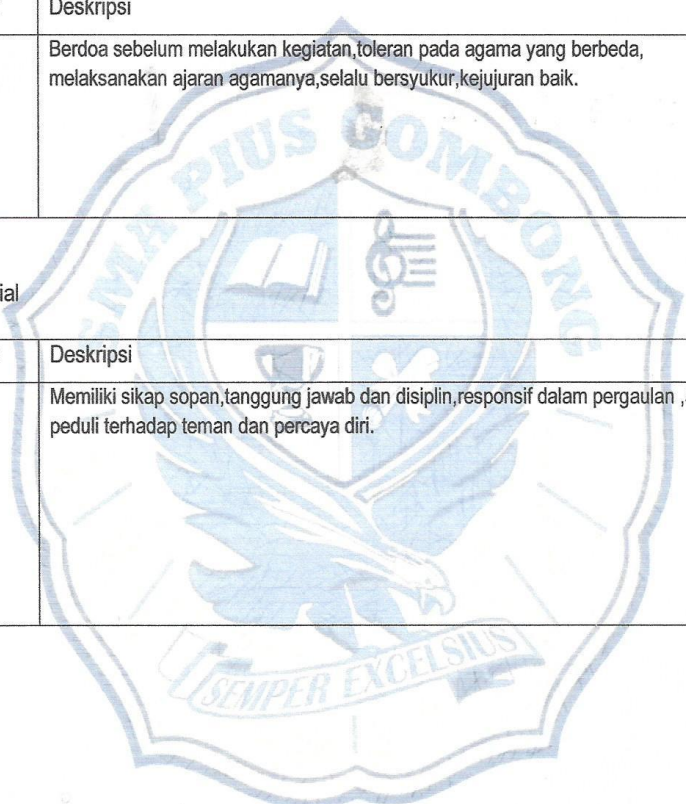 Deskripsi
Berdoa sebelum melakukan kegiatan,toleran pada agama yang berbeda,
melaksanakan ajaran agamanya,selalu bersyukur,kejujuran baik.
SMA PIUS GOMBONG
ial
Deskripsi
Memiliki sikap sopan,tanggung jawab dan disiplin,responsif dalam pergaulan ,
peduli terhadap teman dan percaya diri.
SEMPER EXCELSIUS